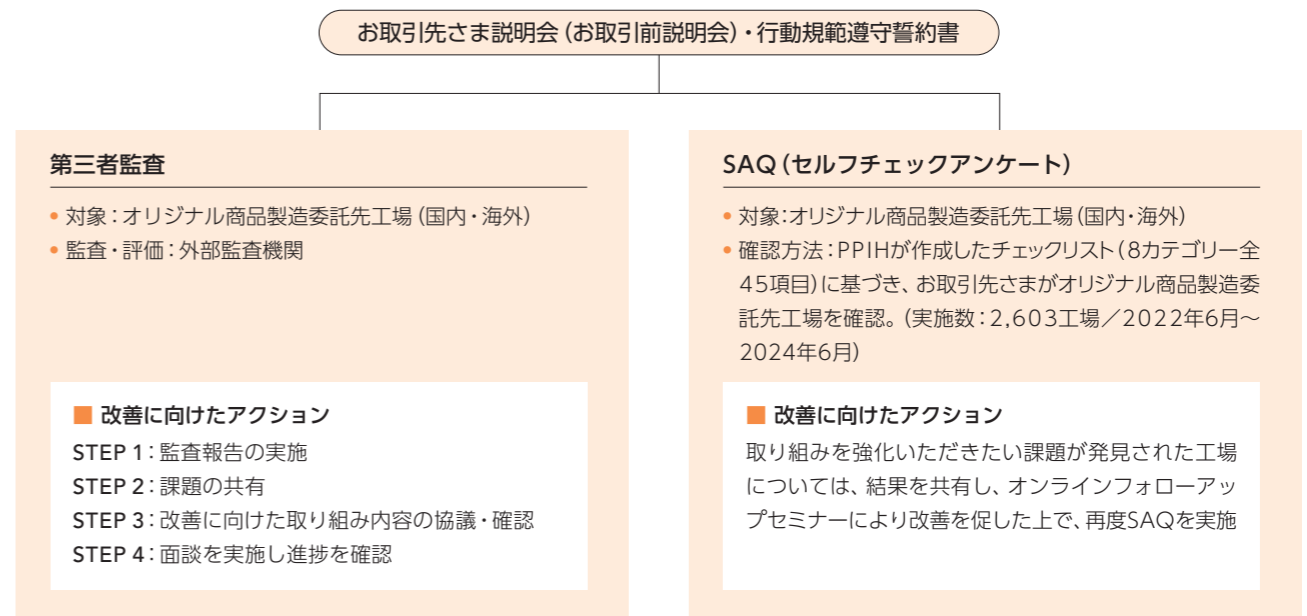 お取引先さま説明会（お取引前説明会）・行動規範遵守誓約書
第三者監査
• 対象：オリジナル商品製造委託先工場（国内・海外）
• 監査・評価：外部監査機関
■ 改善に向けたアクション
STEP 1：監査報告の実施
STEP 2：課題の共有
STEP 3：改善に向けた取り組み内容の協議・確認
STEP 4：面談を実施し進捗を確認
SAQ（セルフチェックアンケート）
• 対象：オリジナル商品製造委託先工場（国内・海外）
• 確認方法：PPIHが作成したチェックリスト（8カテゴリー全
45項目）に基づき、お取引先さまがオリジナル商品製造委
託先工場を確認。（実施数：2,603工場／2022年6月～
2024年6月）
■ 改善に向けたアクション
取り組みを強化いただきたい課題が発見された工場
については、結果を共有し、オンラインフォローアッ
プセミナーにより改善を促した上で、再度SAQを実施